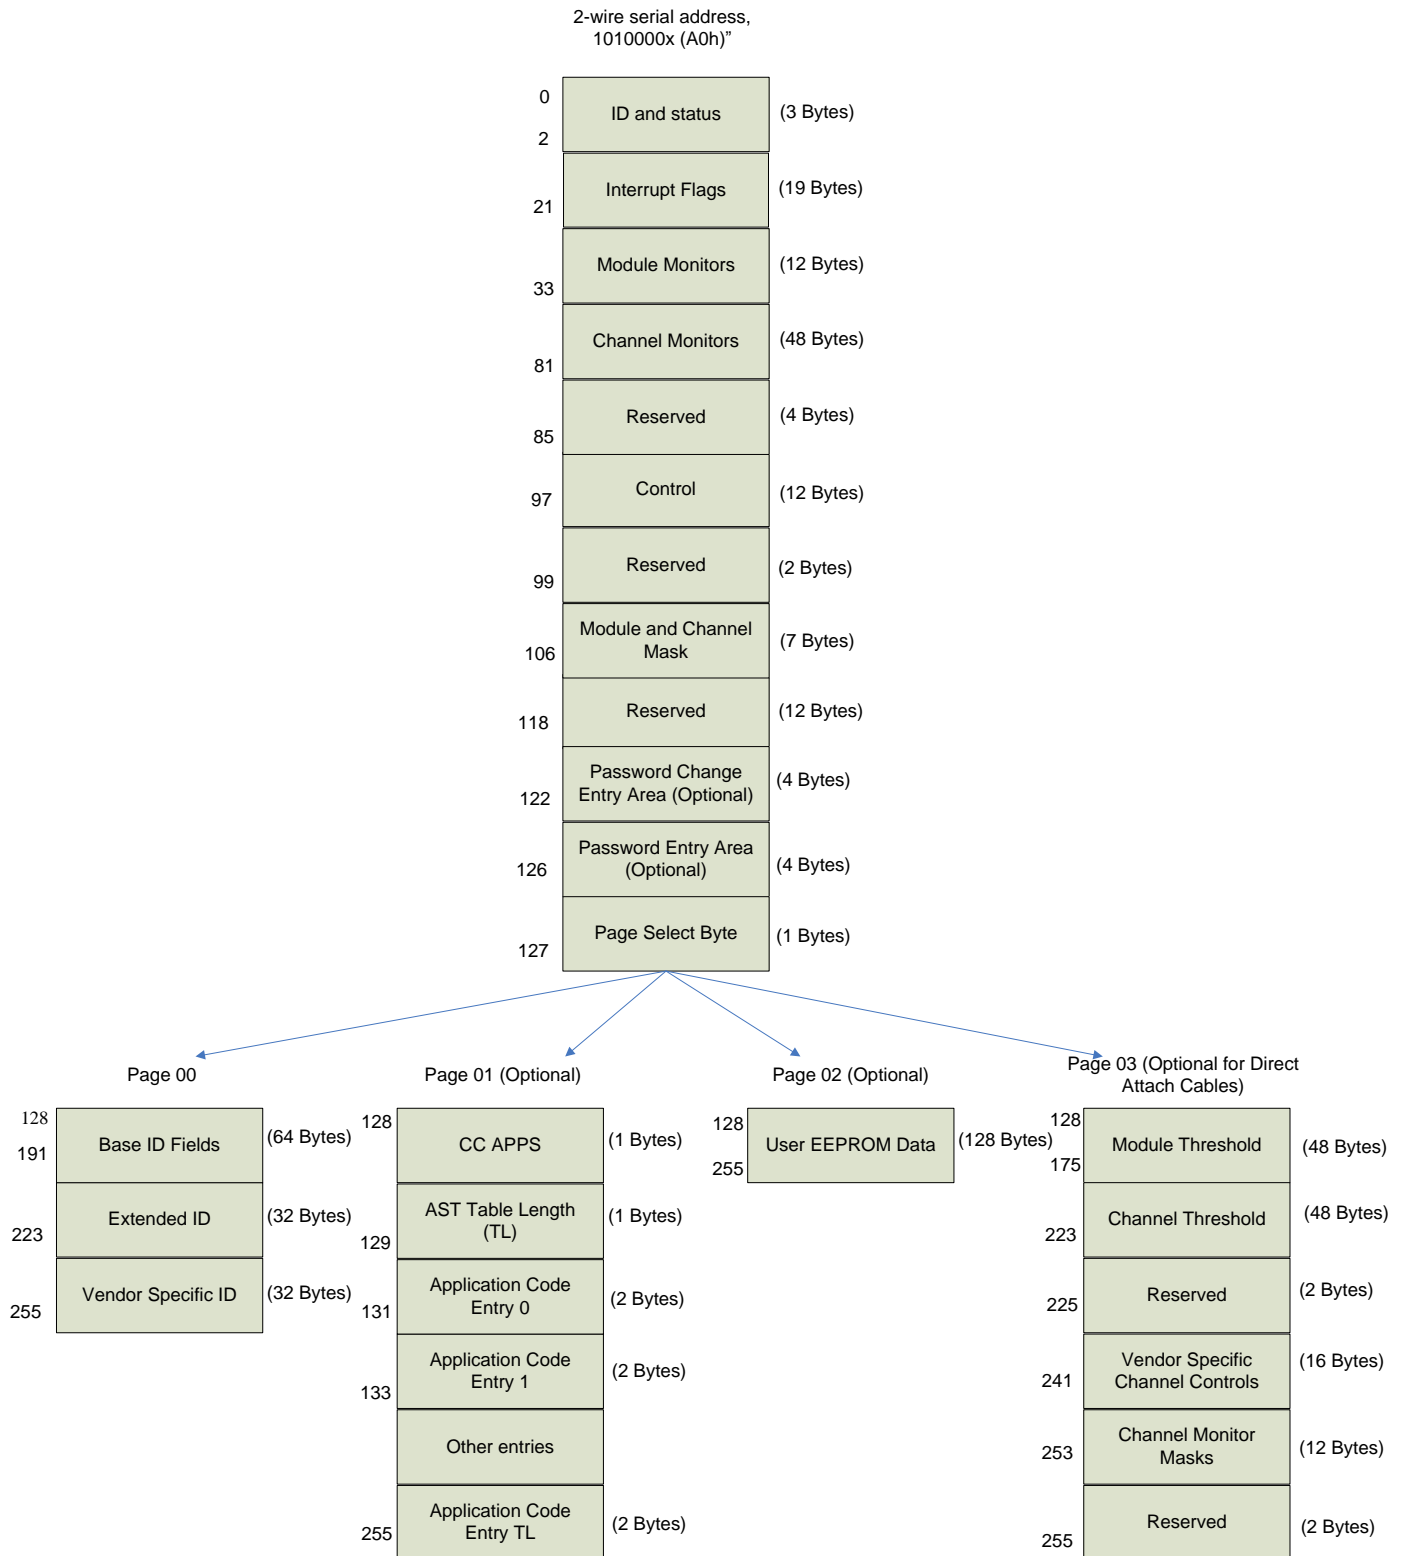 2-wire serial address,
1010000x (A0h)”
0
2
ID and status
(3 Bytes)
Interrupt Flags
(19 Bytes)
21
Module Monitors
(12 Bytes)
33
Channel Monitors
(48 Bytes)
81
Reserved
(4 Bytes)
85
Control
(12 Bytes)
97
Reserved
(2 Bytes)
99
Module and Channel
Mask
(7 Bytes)
106
Reserved
(12 Bytes)
118
Password Change
Entry Area (Optional)
(4 Bytes)
122
Password Entry Area
(Optional)
(4 Bytes)
126
Page Select Byte
(1 Bytes)
127
Page 00
128
191
Base ID Fields
(64 Bytes)
Extended ID
(32 Bytes)
223
Vendor Specific ID
(32 Bytes)
255
Page 01 (Optional)
128
CC APPS
(1 Bytes)
AST Table Length
(TL)
(1 Bytes)
129
Application Code
Entry 0
(2 Bytes)
131
Application Code
Entry 1
(2 Bytes)
133
Other entries
Application Code
Entry TL
(2 Bytes)
255
Page 02 (Optional)
128
255
User EEPROM Data
(128 Bytes)
Page 03 (Optional for Direct
Attach Cables)
128
175
Module Threshold
(48 Bytes)
Channel Threshold
(48 Bytes)
223
Reserved
(2 Bytes)
225
Vendor Specific
Channel Controls
(16 Bytes)
241
Channel Monitor
Masks
(12 Bytes)
253
Reserved
(2 Bytes)
255